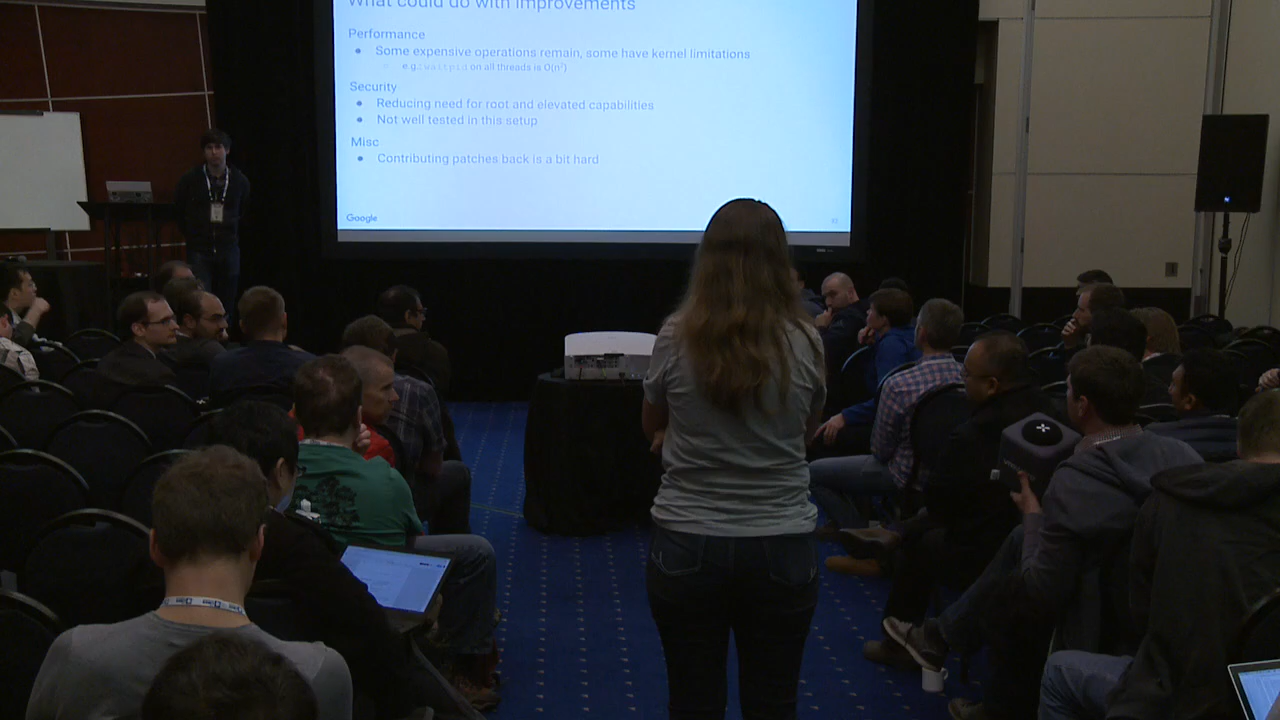 What could do with improvements
Performance
Some expensive operations remain, some have kernel limitations
e.g. waitpid on all threads is O(n²)
Security
Reducing need for root and elevated capabilities
Not well tested in this setup
Misc
Contributing patches back is a bit hard
Google